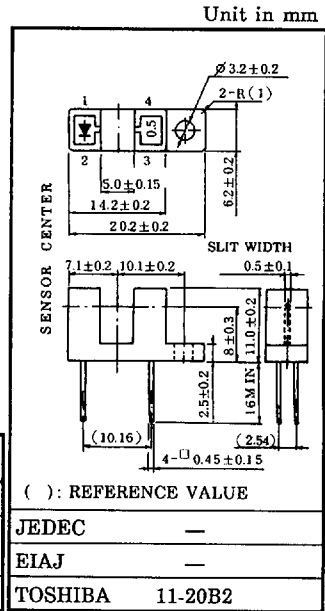 Unit in mm
⌀3.2±0.2
2-R(1)
1 4
0.5
2 3
5.0±0.15
14.2±0.2
20.2±0.2
6.2±0.2
SENSOR CENTER
SLIT WIDTH
7.1±0.2 10.1±0.2
0.5±0.1
2.5±0.2
8±0.3
11.0±0.2
16MIN
(10.16)
(2.54)
4-□ 0.45±0.15
( ): REFERENCE VALUE
JEDEC —
EIAJ —
TOSHIBA 11-20B2